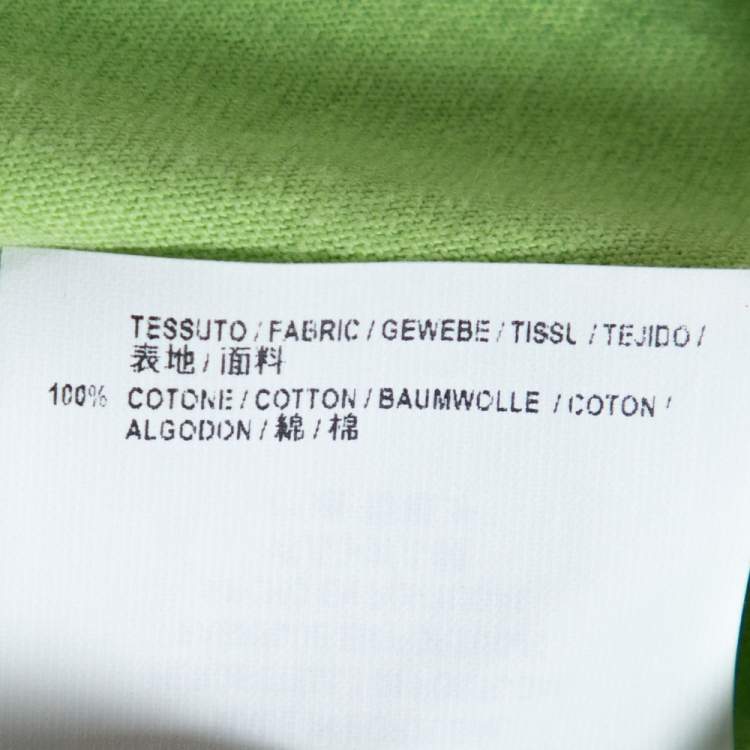 TESSUTO / FABRIC / GEWEBE / TISSU / TEJIDO /
表地 / 面料
100% COTONE / COTTON / BAUMWOLLE / COTON /
ALGODON / 綿 / 棉